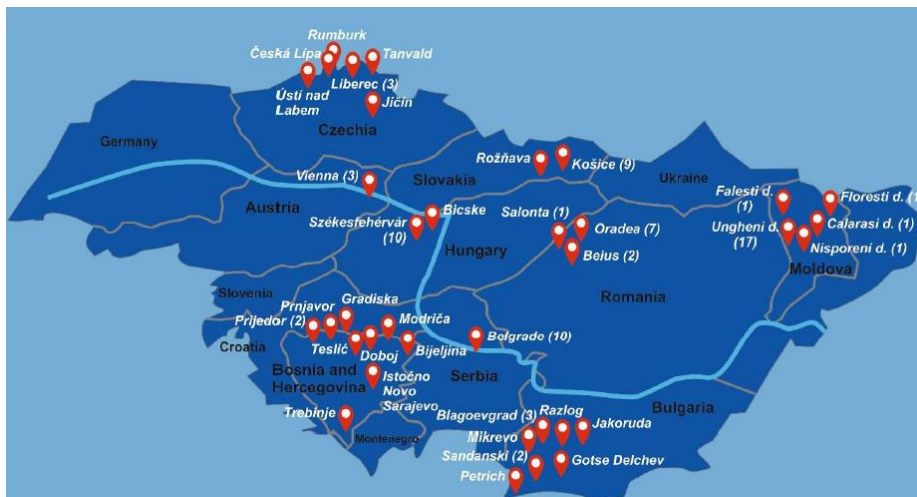 Rumburk
Česká Lípa
Tanvald
Liberec (3)
Ústí nad
Labem
Jičín
Czechia
Germany
Vienna (3)
Austria
Slovakia
Rožňava
Košice (9)
Ukraine
Falesti d.
(1)
Floresti d. (1
Ungheni d.
(17)
Calarasi d. (1)
Nisporeni d. (1)
Moldova
Székesfehérvár
(10)
Bicske
Salonta (1)
Oradea (7)
Beius (2)
Hungary
Romania
Slovenia
Croatia
Gradiska
Prnjavor
Prijedor (2)
Modriča
Teslić
Doboj
Bijeljina
Belgrade (10)
Bosnia and
Hercegovina
Istočno
Novo
Sarajevo
Serbia
Trebinje
Montenegro
Bulgaria
Blagoevgrad (3)
Razlog
Jakoruda
Mikrevo
Sandanski (2)
Gotse Delchev
Petrich